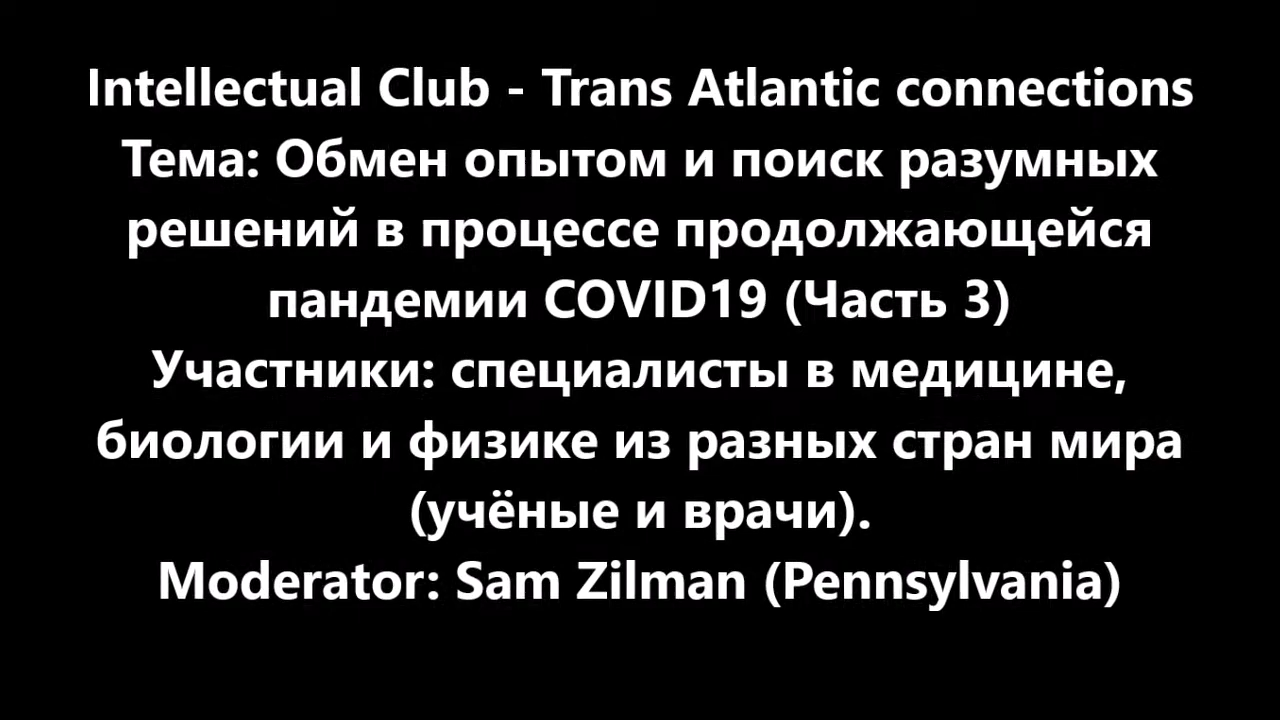 Intellectual Club - Trans Atlantic connections
Тема: Обмен опытом и поиск разумных
решений в процессе продолжающейся
пандемии COVID19 (Часть 3)
Участники: специалисты в медицине,
биологии и физике из разных стран мира
(учёные и врачи).
Moderator: Sam Zilman (Pennsylvania)